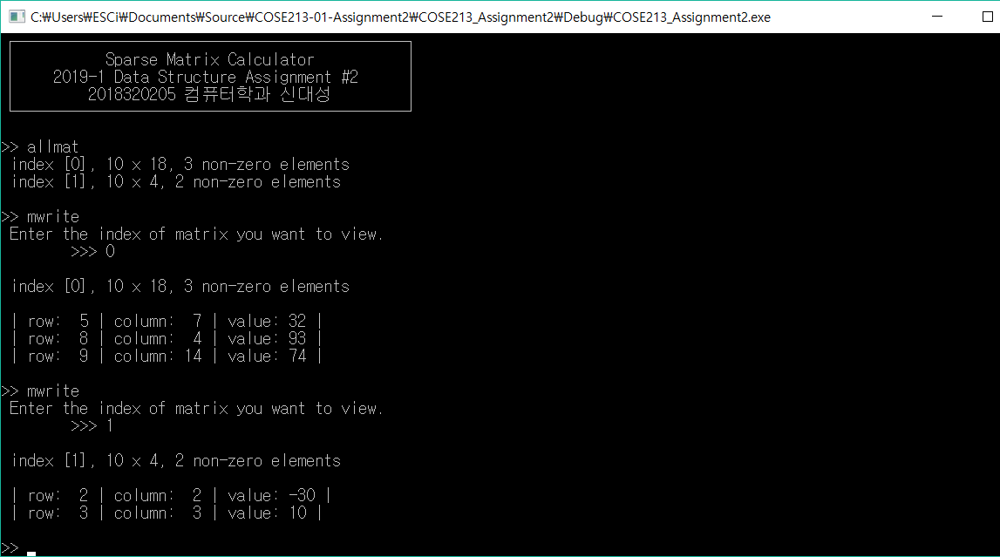 C:₩Users₩ESCi₩Documents₩Source₩COSE213-01-Assignment2₩COSE213_Assignment2₩Debug₩COSE213_Assignment2.exe
Sparse Matrix Calculator
2019-1 Data Structure Assignment #2
2018320205 컴퓨터학과 신대성
>> allmat
index [0], 10 x 18, 3 non-zero elements
index [1], 10 x 4, 2 non-zero elements
>> mwrite
Enter the index of matrix you want to view.
>>> 0
index [0], 10 x 18, 3 non-zero elements
| row:  5 | column:  7 | value: 32 |
| row:  8 | column:  4 | value: 93 |
| row:  9 | column: 14 | value: 74 |
>> mwrite
Enter the index of matrix you want to view.
>>> 1
index [1], 10 x 4, 2 non-zero elements
| row:  2 | column:  2 | value: -30 |
| row:  3 | column:  3 | value: 10 |
>>